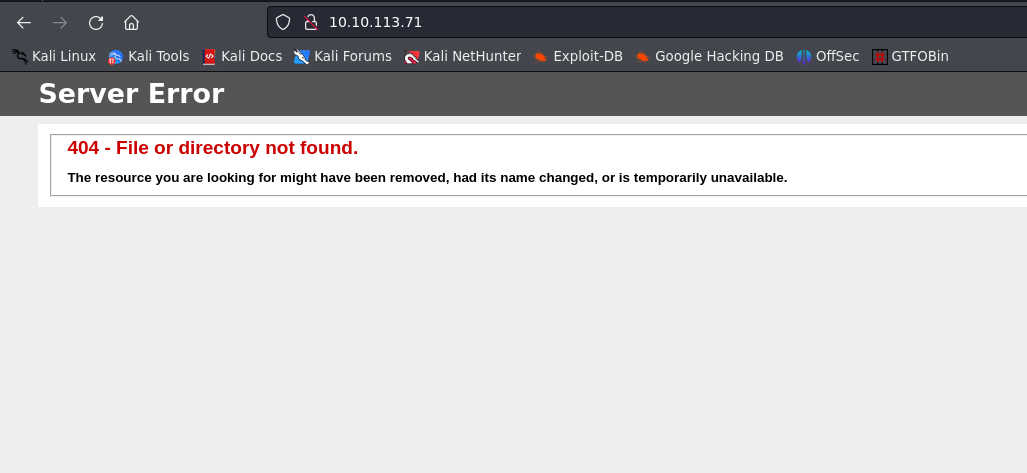 10.10.113.71
Kali Linux Kali Tools Kali Docs Kali Forums Kali NetHunter Exploit-DB Google Hacking DB OffSec GTFOBin
Server Error
404 - File or directory not found.
The resource you are looking for might have been removed, had its name changed, or is temporarily unavailable.